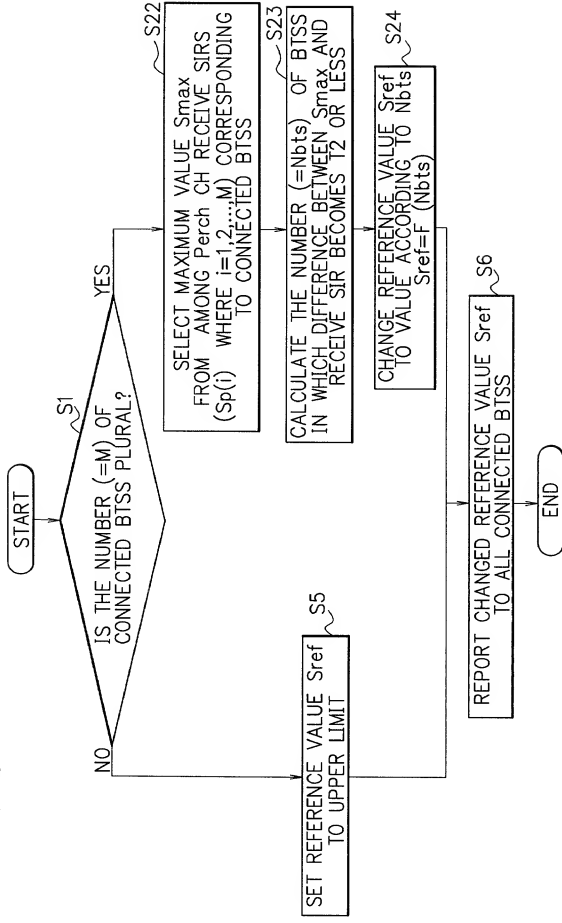 START
S1
IS THE NUMBER (=M) OF
CONNECTED BTSS PLURAL?
YES
NO
S22
SELECT MAXIMUM VALUE Smax
FROM AMONG Perch CH RECEIVE SIRS
(Sp(i) WHERE i=1,2...,M) CORRESPONDING
TO CONNECTED BTSS
S23
CALCULATE THE NUMBER (=Nbts) OF BTSS
IN WHICH DIFFERENCE BETWEEN Smax AND
RECEIVE SIR BECOMES T2 OR LESS
S24
CHANGE REFERENCE VALUE Sref
TO VALUE ACCORDING TO Nbts
Sref=F (Nbts)
S5
SET REFERENCE VALUE Sref
TO UPPER LIMIT
S6
REPORT CHANGED REFERENCE VALUE Sref
TO ALL CONNECTED BTSS
END